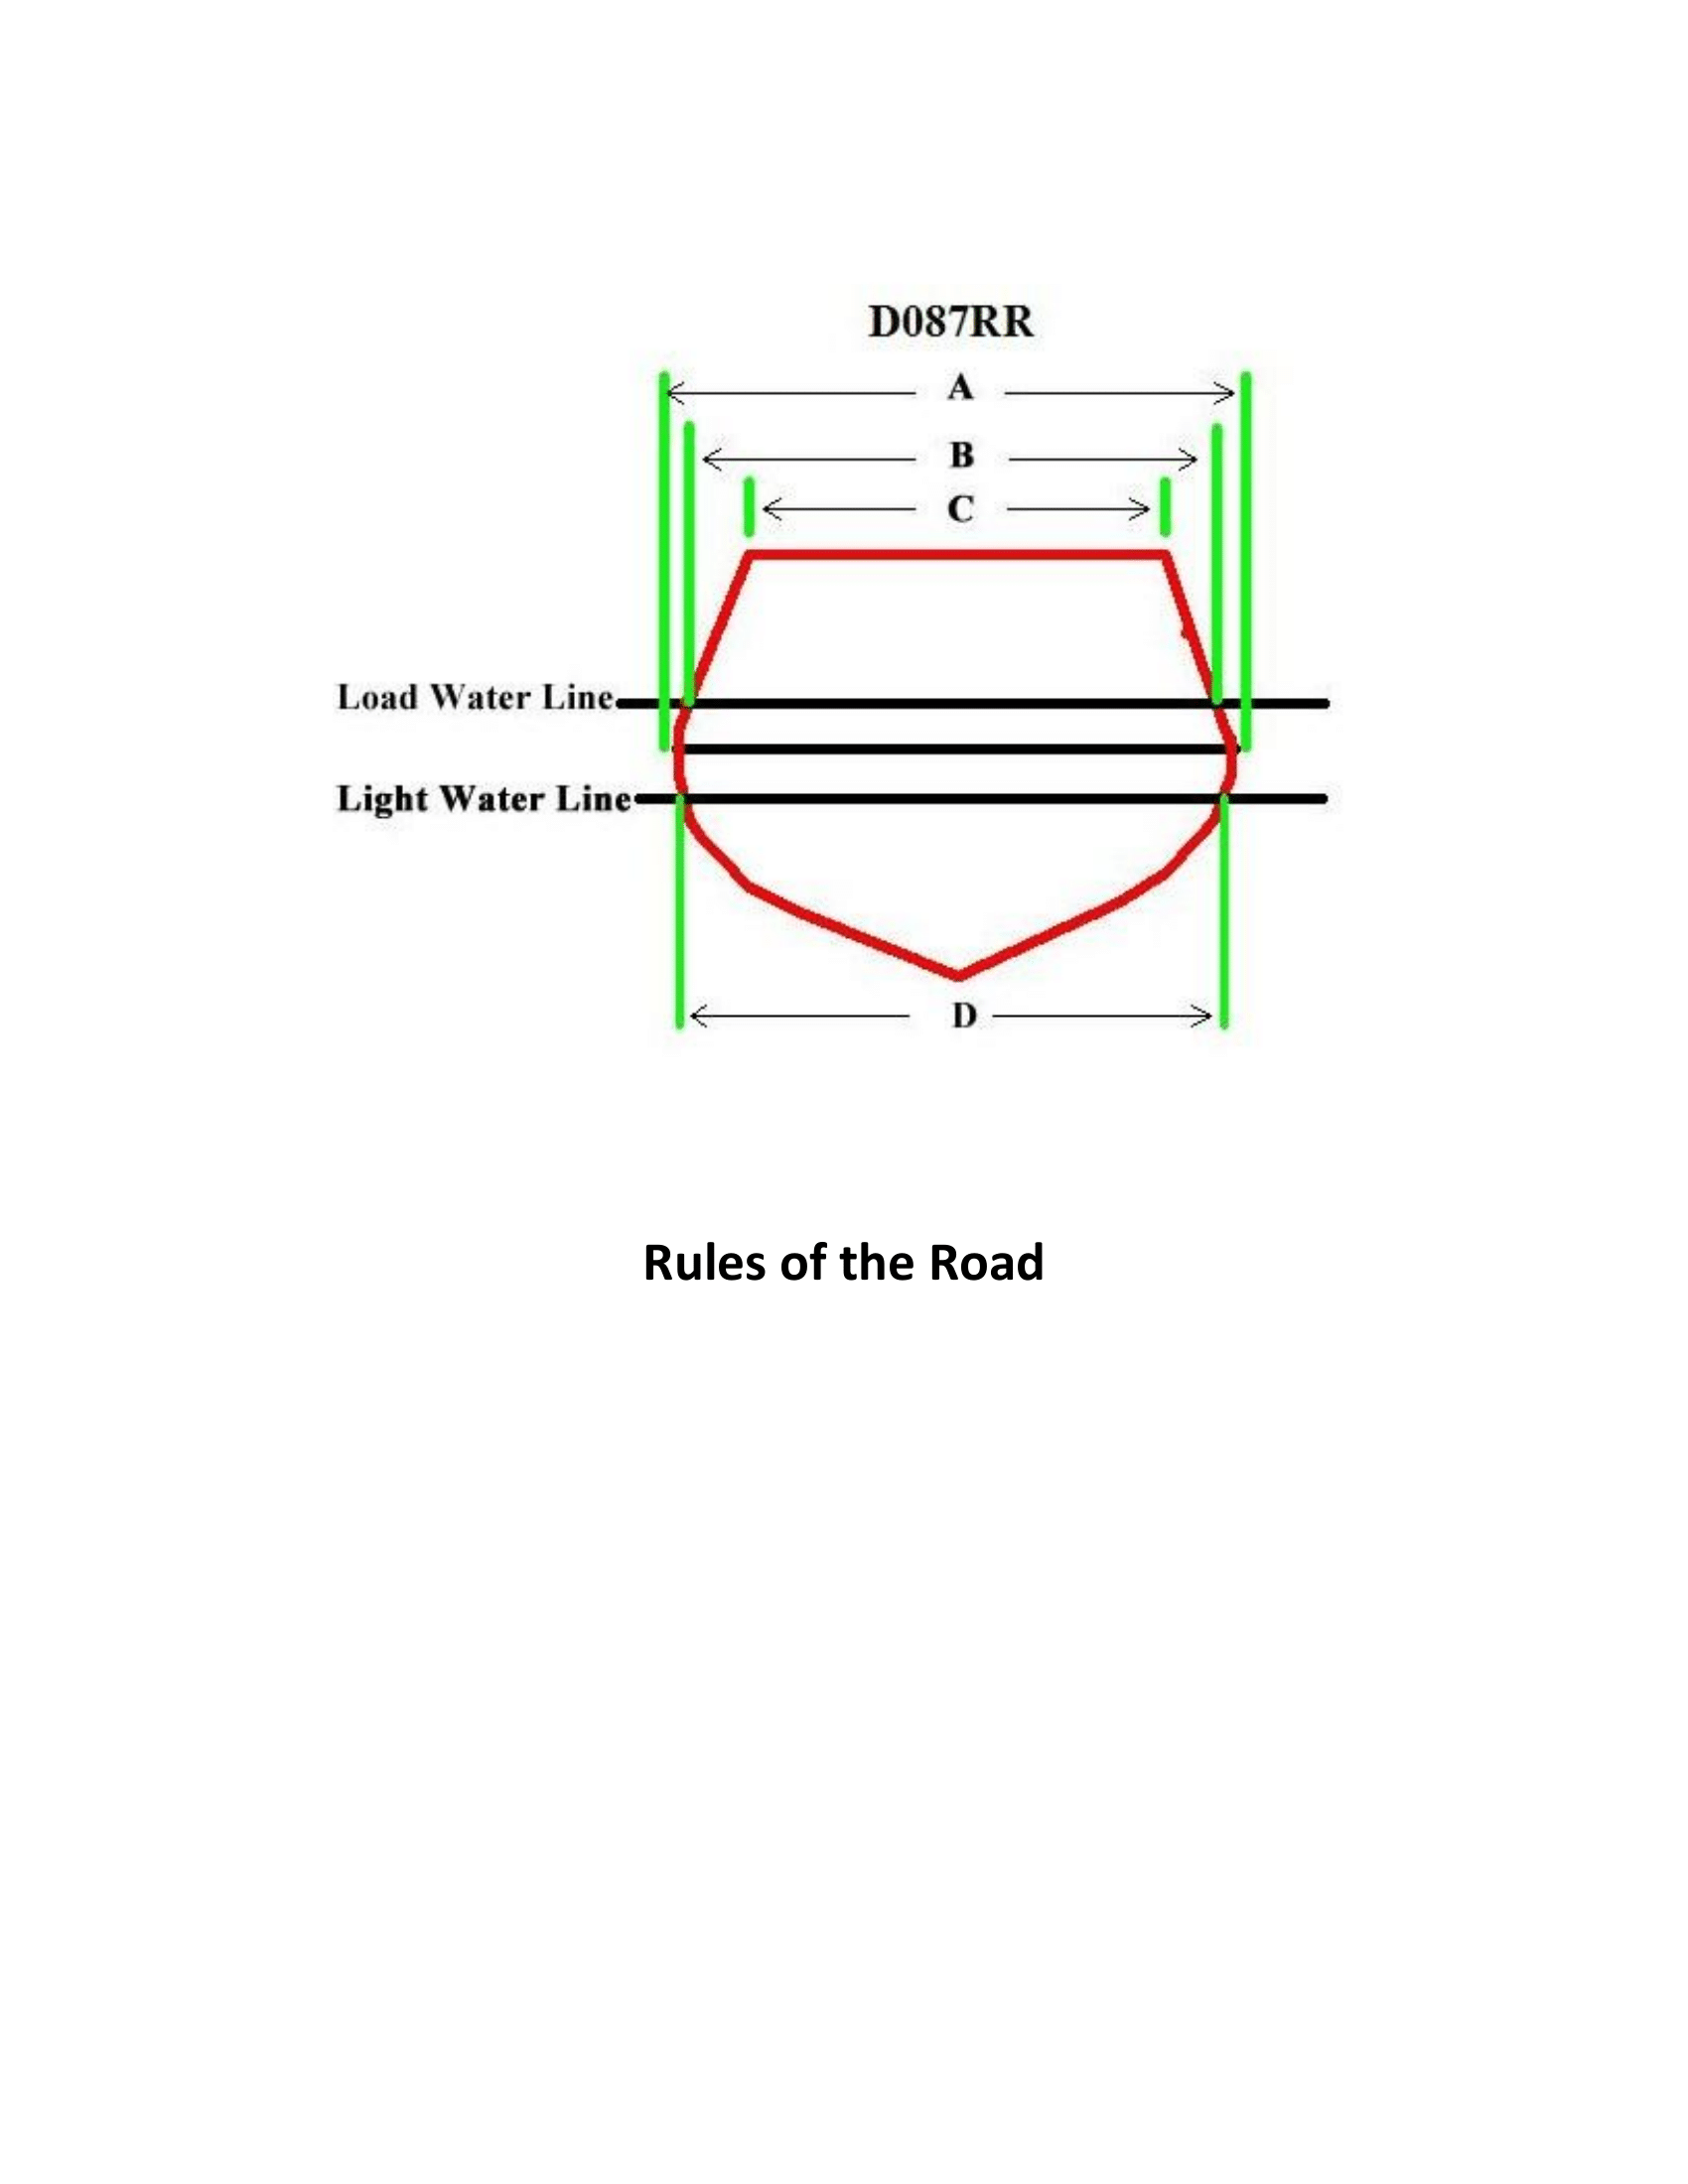 D087RR
A
B
C
Load Water Line
Light Water Line
D
Rules of the Road